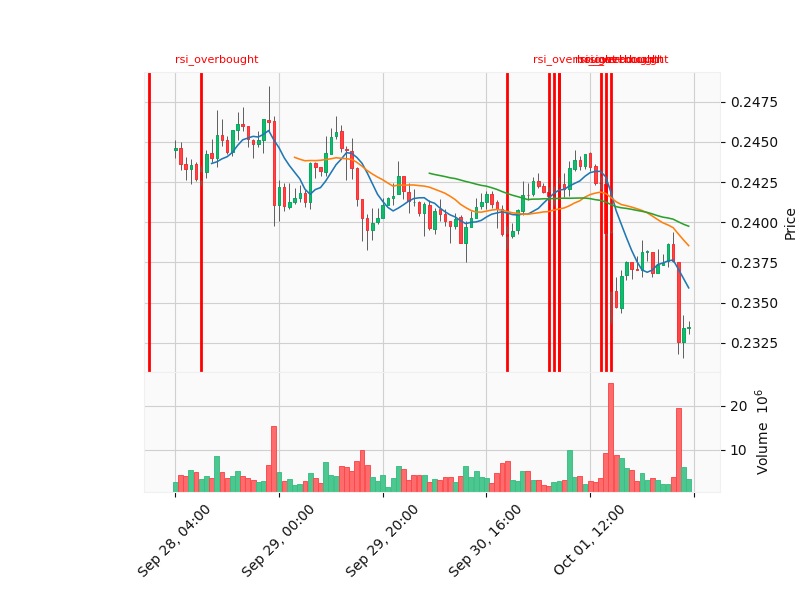 rsi_overbought
rsi_overbought
0.2475
0.2450
0.2425
0.2400
0.2375
0.2350
0.2325
Price
20
10
Volume 10⁶
Sep 28, 04:00
Sep 29, 00:00
Sep 29, 20:00
Sep 30, 16:00
Oct 01, 12:00